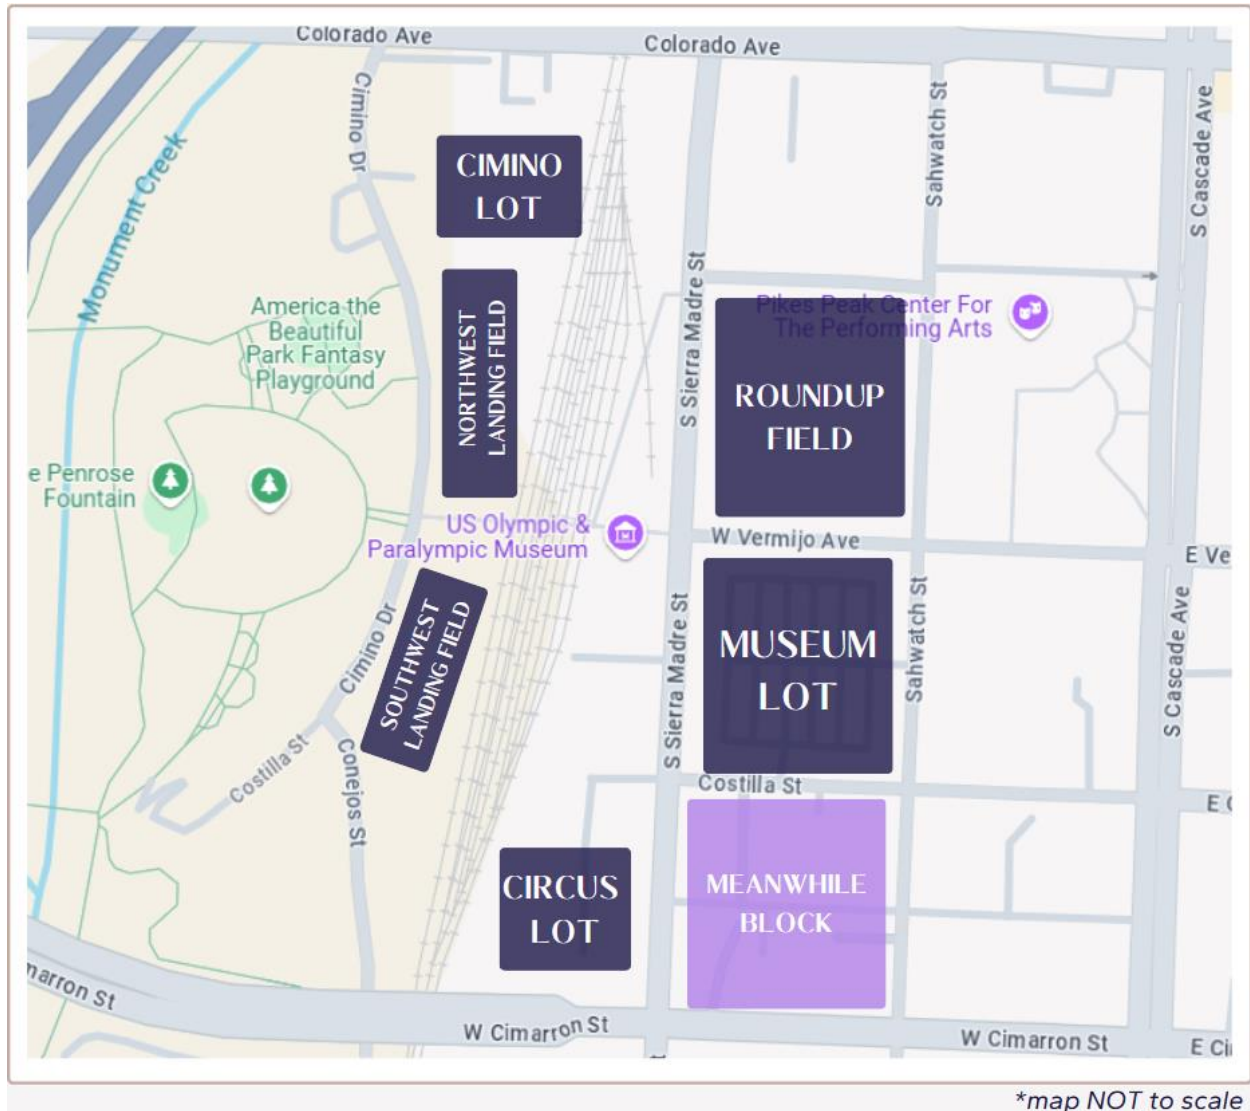 Colorado Ave
Colorado Ave
Cimino Dr
Sahwatch St
S Cascade Ave
Monument Creek
CIMINO
LOT
America the
Beautiful
Park Fantasy
Playground
NORTHWEST
LANDING FIELD
S Sierra Madre St
Pikes Peak Center For
The Performing Arts
ROUNDUP
FIELD
e Penrose
Fountain
US Olympic &
Paralympic Museum
W Vermijo Ave
E Ve
SOUTHWEST
LANDING FIELD
Cimino Dr
S Sierra Madre St
MUSEUM
LOT
Sahwatch St
S Cascade Ave
Costilla St
Conejos St
Costilla St
E C
CIRCUS
LOT
MEANWHILE
BLOCK
marron St
W Cimarron St
W Cimarron St
E Ci
*map NOT to scale